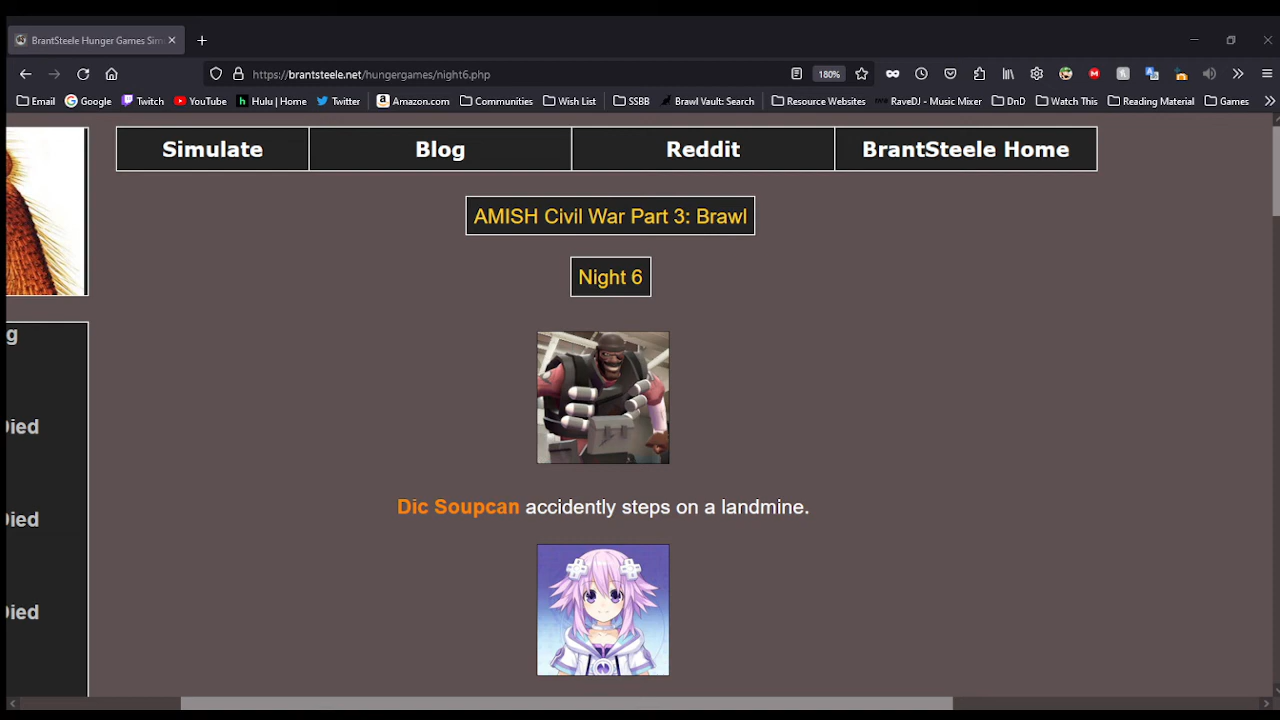 BrantSteele Hunger Games Sim
https://brantsteele.net/hungergames/night6.php
180%
Email
Google
Twitch
YouTube
Hulu | Home
Twitter
Amazon.com
Communities
Wish List
SSBB
Brawl Vault: Search
Resource Websites
RaveDJ - Music Mixer
DnD
Watch This
Reading Material
Games
Simulate
Blog
Reddit
BrantSteele Home
AMISH Civil War Part 3: Brawl
Night 6
g
Died
Dic Soupcan accidently steps on a landmine.
Died
Died